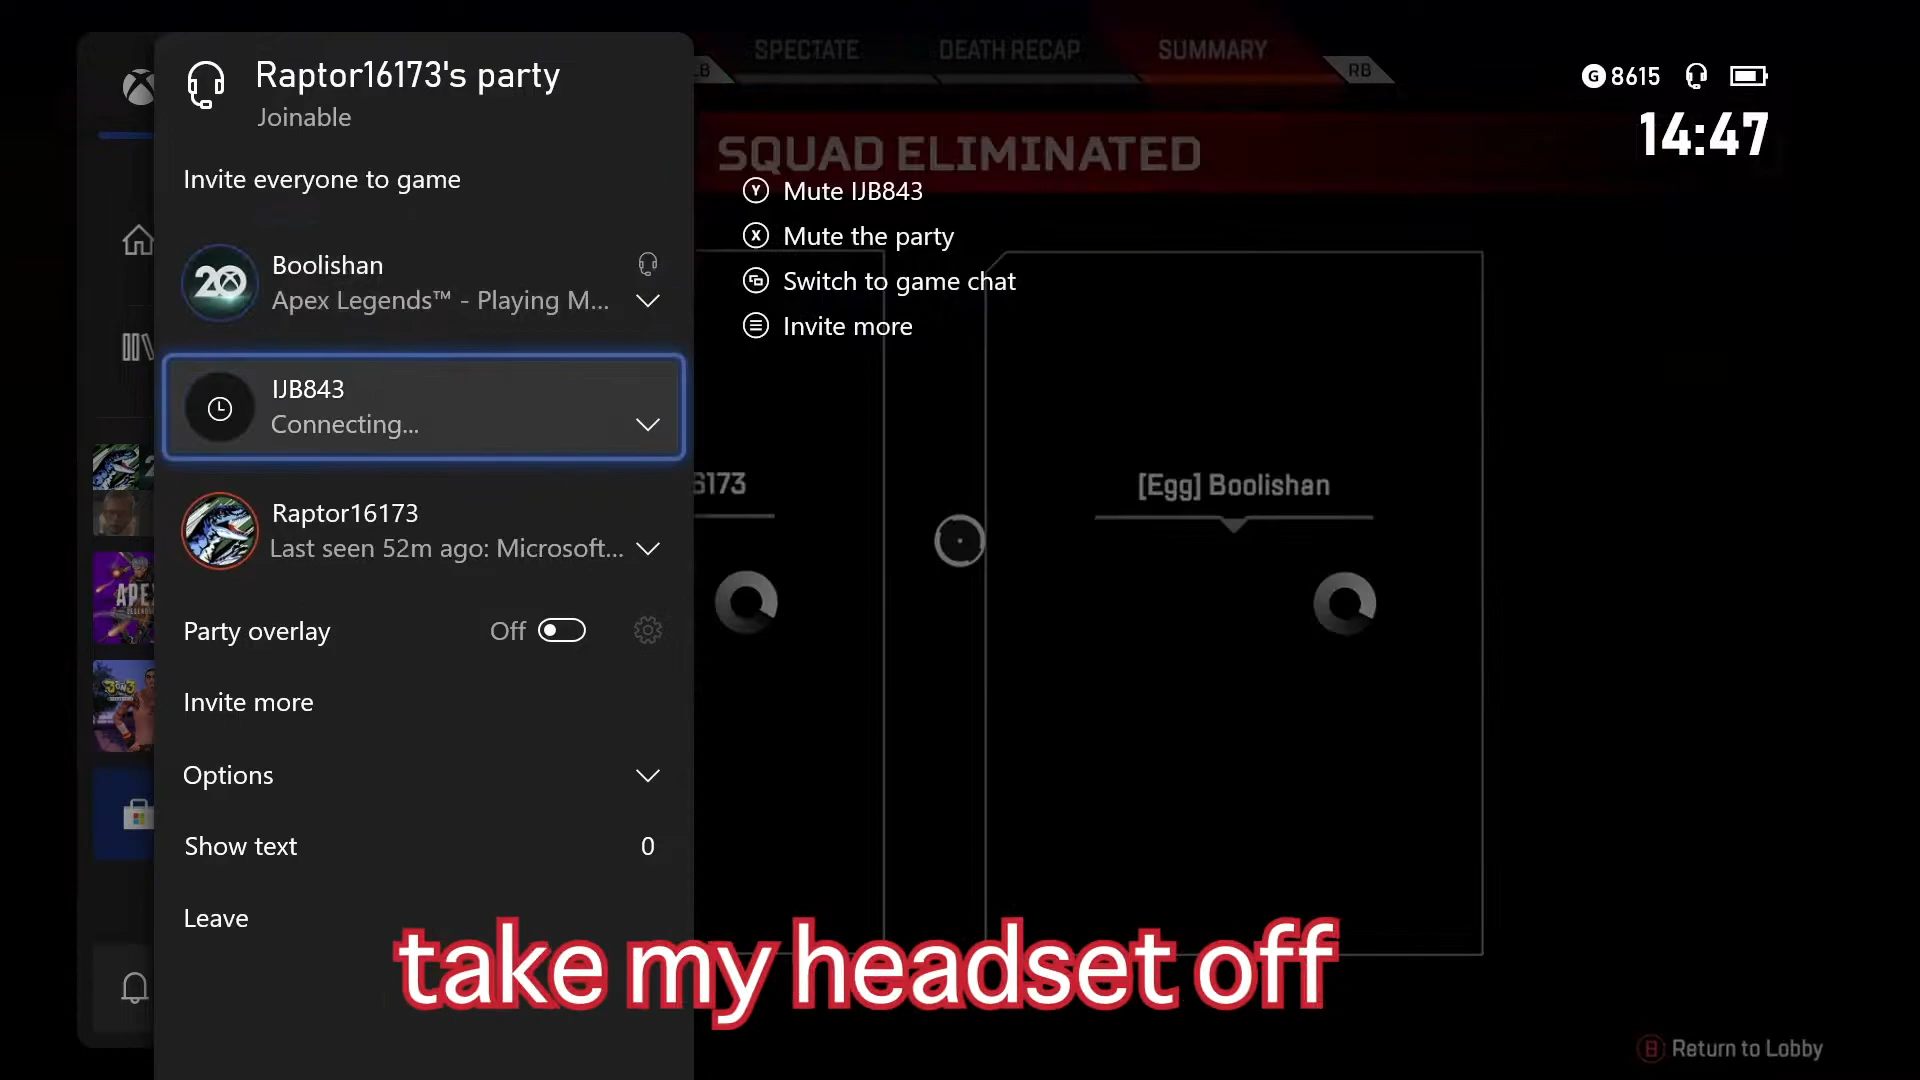 Raptor16173's party
Joinable
Invite everyone to game
Boolishan
Apex Legends™ - Playing M...
IJB843
Connecting...
Raptor16173
Last seen 52m ago: Microsoft...
Party overlay
Off
Invite more
Options
Show text
0
Leave
SPECTATE
DEATH RECAP
SUMMARY
RB
SQUAD ELIMINATED
Y Mute IJB843
X Mute the party
Switch to game chat
Invite more
G 8615
14:47
6173
[Egg] Boolishan
20
APEX
take my headset off
B Return to Lobby